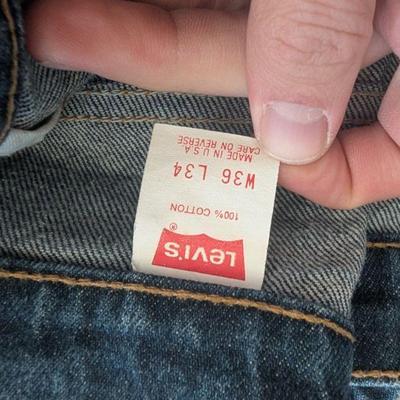 LEVI'S
®
100% COTTON
W36 L34
MADE IN U S A
CARE ON REVERSE